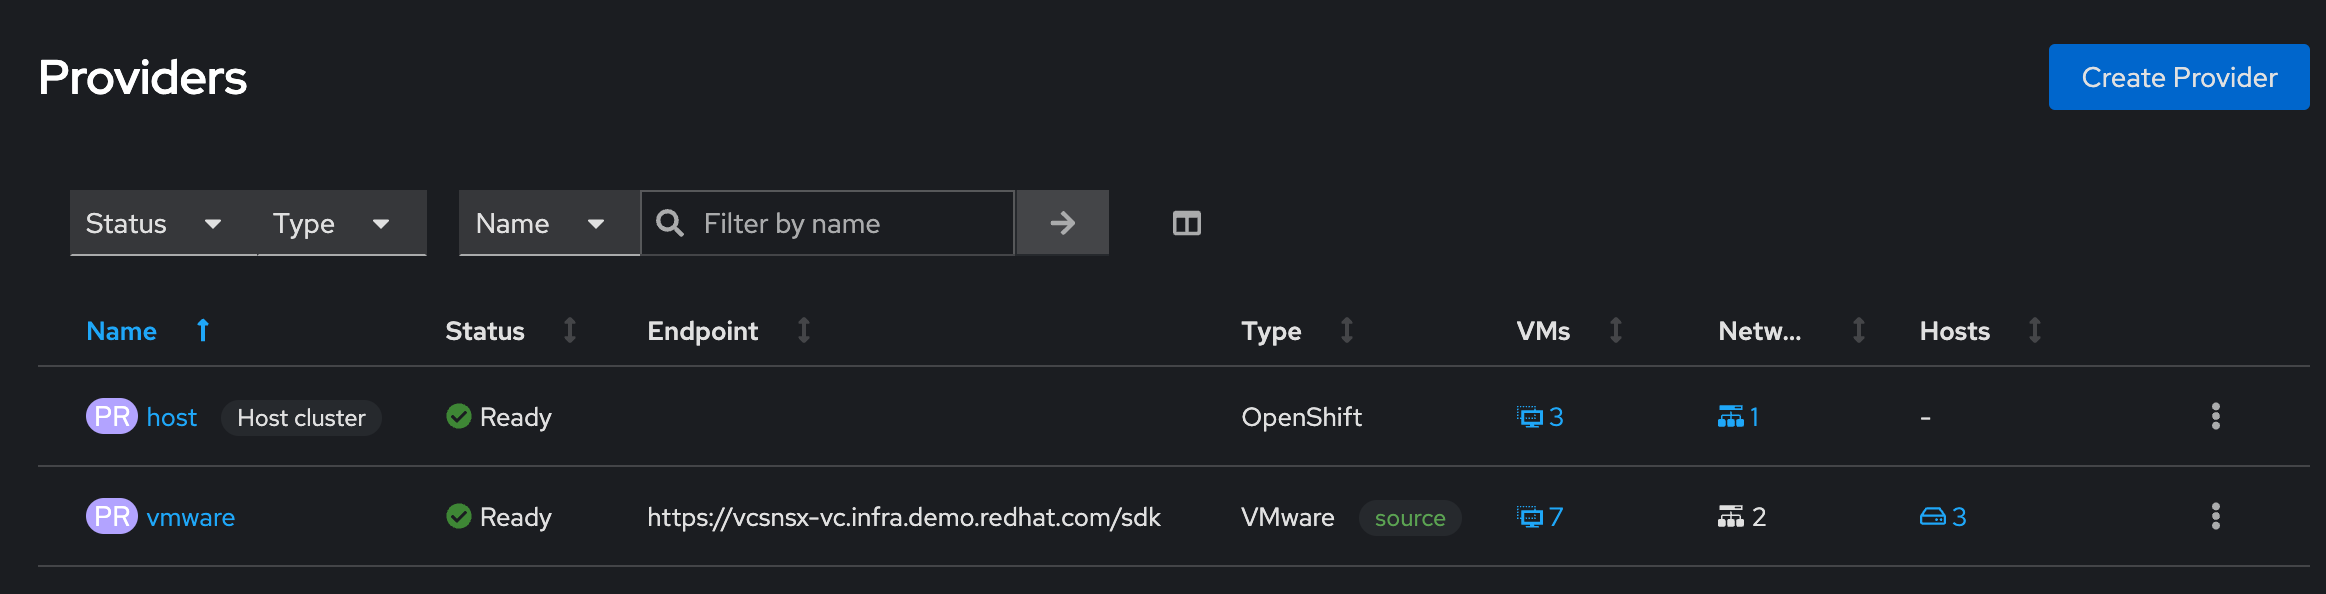 Providers
Create Provider
Status Type Name Filter by name
Name Status Endpoint Type VMs Netw... Hosts
PR host Host cluster Ready OpenShift 3 1 -
PR vmware Ready https://vcsnsx-vc.infra.demo.redhat.com/sdk VMware source 7 2 3